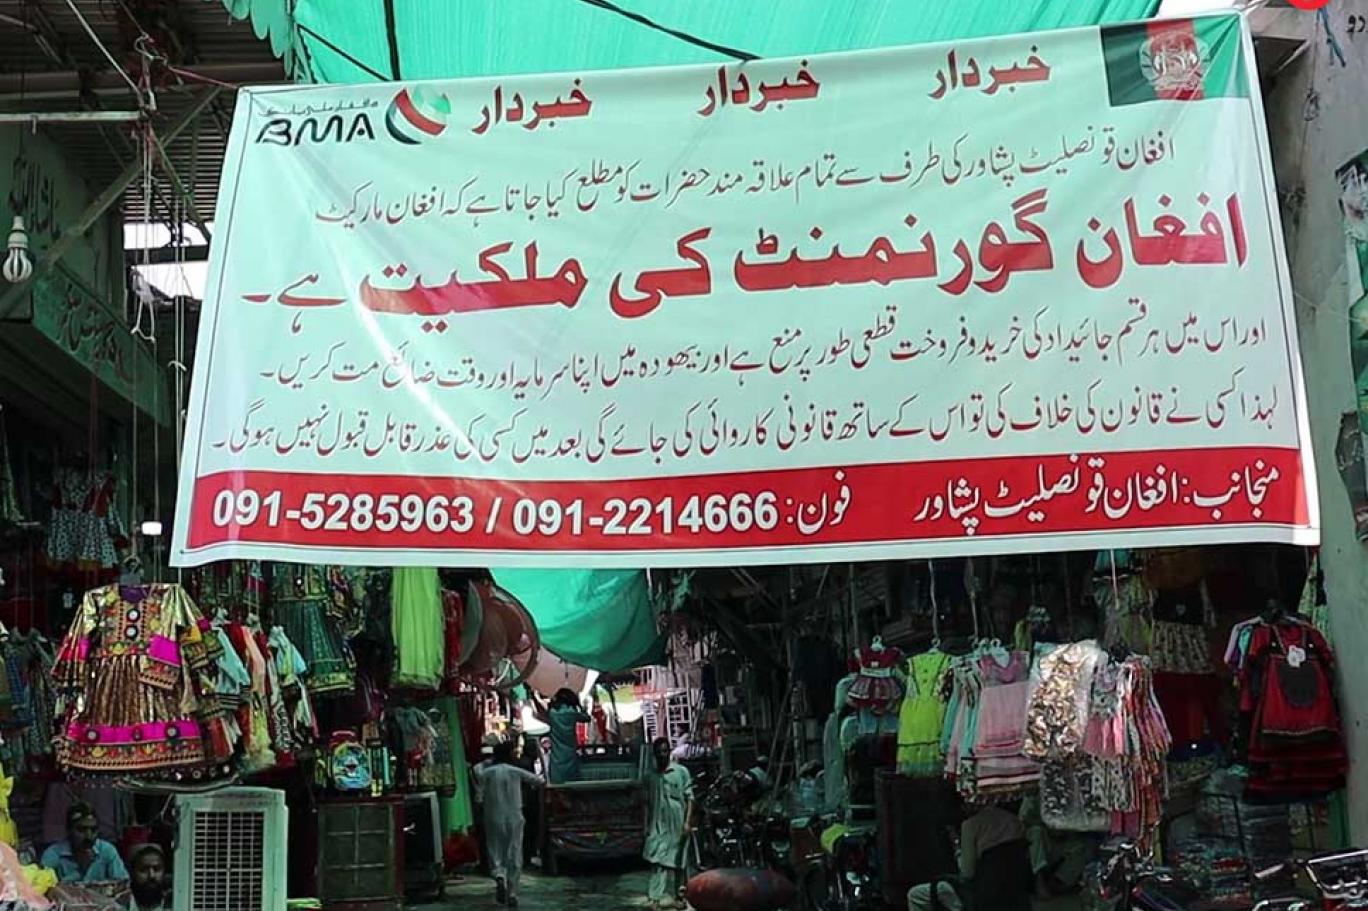 خبردار خبردار خبردار
BMA
افغان قونصلیٹ پشاور کی طرف سے تمام علاقہ مند حضرات کو مطلع کیا جاتا ہے کہ افغان مارکیٹ
افغان گورنمنٹ کی ملکیت ہے۔
اور اس میں ہر قسم جائیداد کی خرید و فروخت قطعی طور پر منع ہے اور بیھودہ میں اپنا سرمایہ اور وقت ضائع مت کریں۔
لہذا کسی نے قانون کی خلاف کی تو اس کے ساتھ قانونی کاروائی کی جائے گی بعد میں کسی کی عذر قابل قبول نہیں ہوگی۔
منجانب: افغان قونصلیٹ پشاور فون: 091-5285963 / 091-2214666